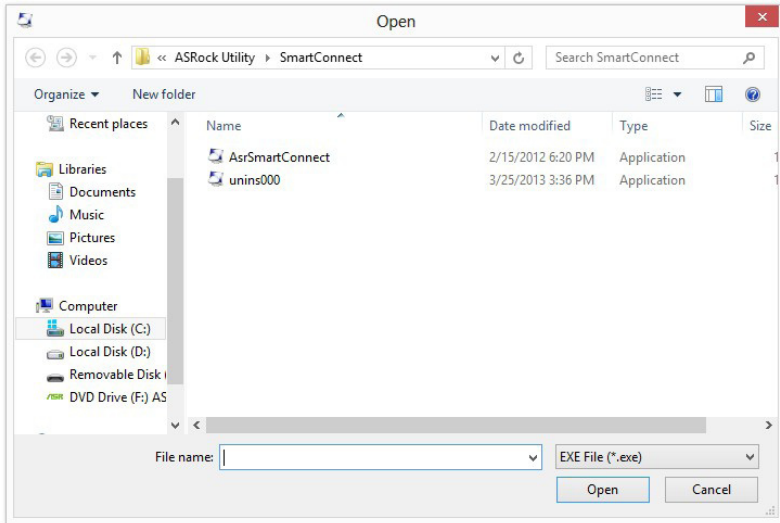 Open
« ASRock Utility SmartConnect
Search SmartConnect
Organize
New folder
Name
Date modified
Type
Size
AsrSmartConnect 2/15/2012 6:20 PM Application 1
unins000 3/25/2013 3:36 PM Application 1
Recent places
Libraries
Documents
Music
Pictures
Videos
Computer
Local Disk (C:)
Local Disk (D:)
Removable Disk (
DVD Drive (F:) AS
File name:
EXE File (*.exe)
Open
Cancel